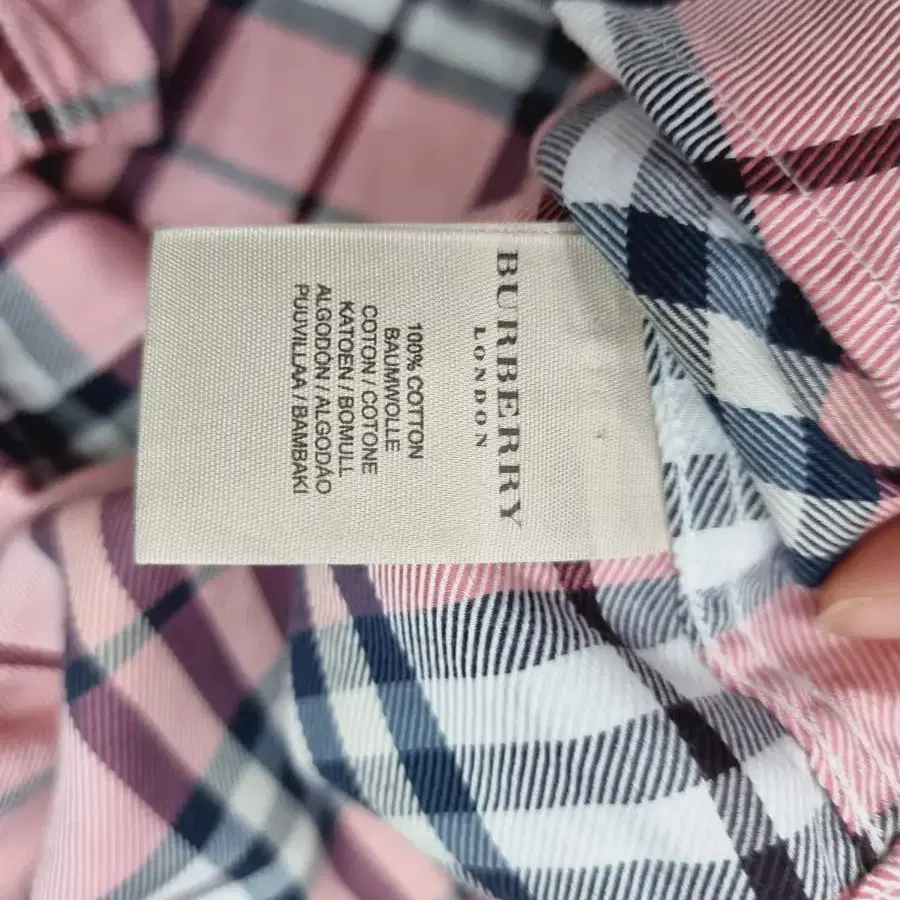 BURBERRY
LONDON
100% COTTON
BAUMWOLLE
COTON / COTONE
KATOEN / BOMULL
ALGODÓN / ALGODÃO
PUUVILLAA / BAMBAKI